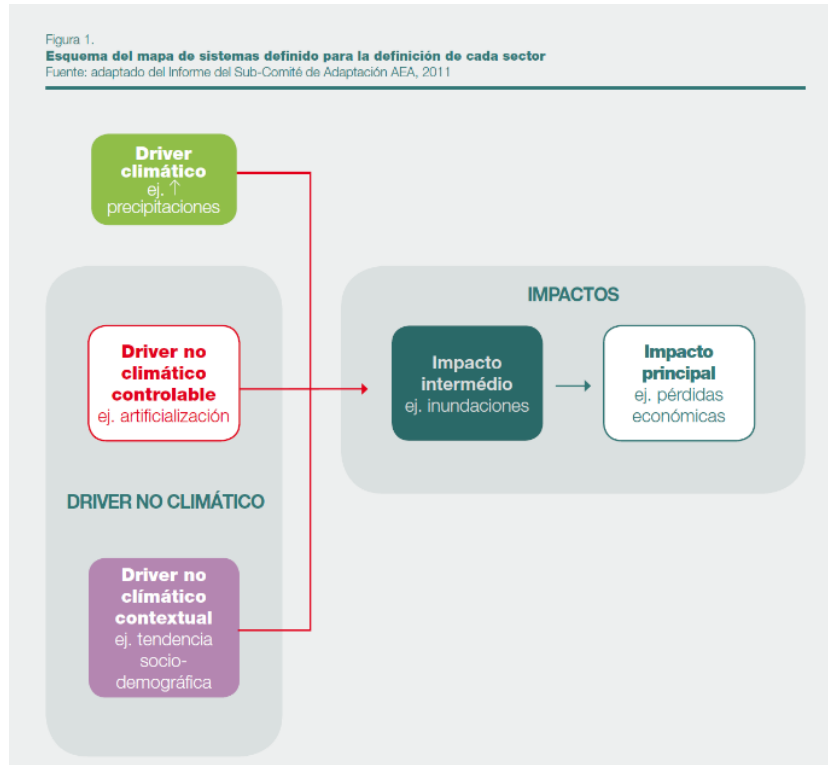 Figura 1.
Esquema del mapa de sistemas definido para la definición de cada sector
Fuente: adaptado del Informe del Sub-Comité de Adaptación AEA, 2011
Driver
climático
ej. ↑
precipitaciones
IMPACTOS
Driver no
climático
controlable
ej. artificialización
Impacto
intermédio
ej. inundaciones
Impacto
principal
ej. pérdidas
económicas
DRIVER NO CLIMÁTICO
Driver no
clímático
contextual
ej. tendencia
socio-
demográfica